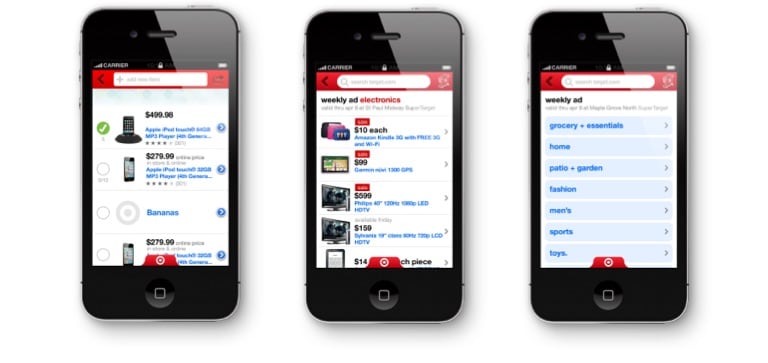 CARRIER
add new item
$499.98
Apple iPod touch® 64GB
MP3 Player (4th Genera...
(351)
$279.99 online price
in store & online
Apple iPod touch® 32GB
MP3 Player (4th Genera...
(351)
Bananas
$279.99 online price
in store & online
Apple iPod touch® 32GB
MP3 Player (4th Genera...
CARRIER
search target.com
weekly ad electronics
valid thru apr 9 at St Paul Midway SuperTarget
sale
$10 each
Amazon Kindle 3G with FREE 3G
and Wi-Fi
sale
$99
Garmin nüvi 1300 GPS
sale
$599
Philips 40" 120Hz 1080p LED
HDTV
available friday
$159
Sylvania 19" class 60Hz 720p LCD
HDTV
$14
ch piece
CARRIER
search target.com
weekly ad
valid thru apr 9 at Maple Grove North SuperTarget
grocery + essentials
home
patio + garden
fashion
men's
sports
toys.